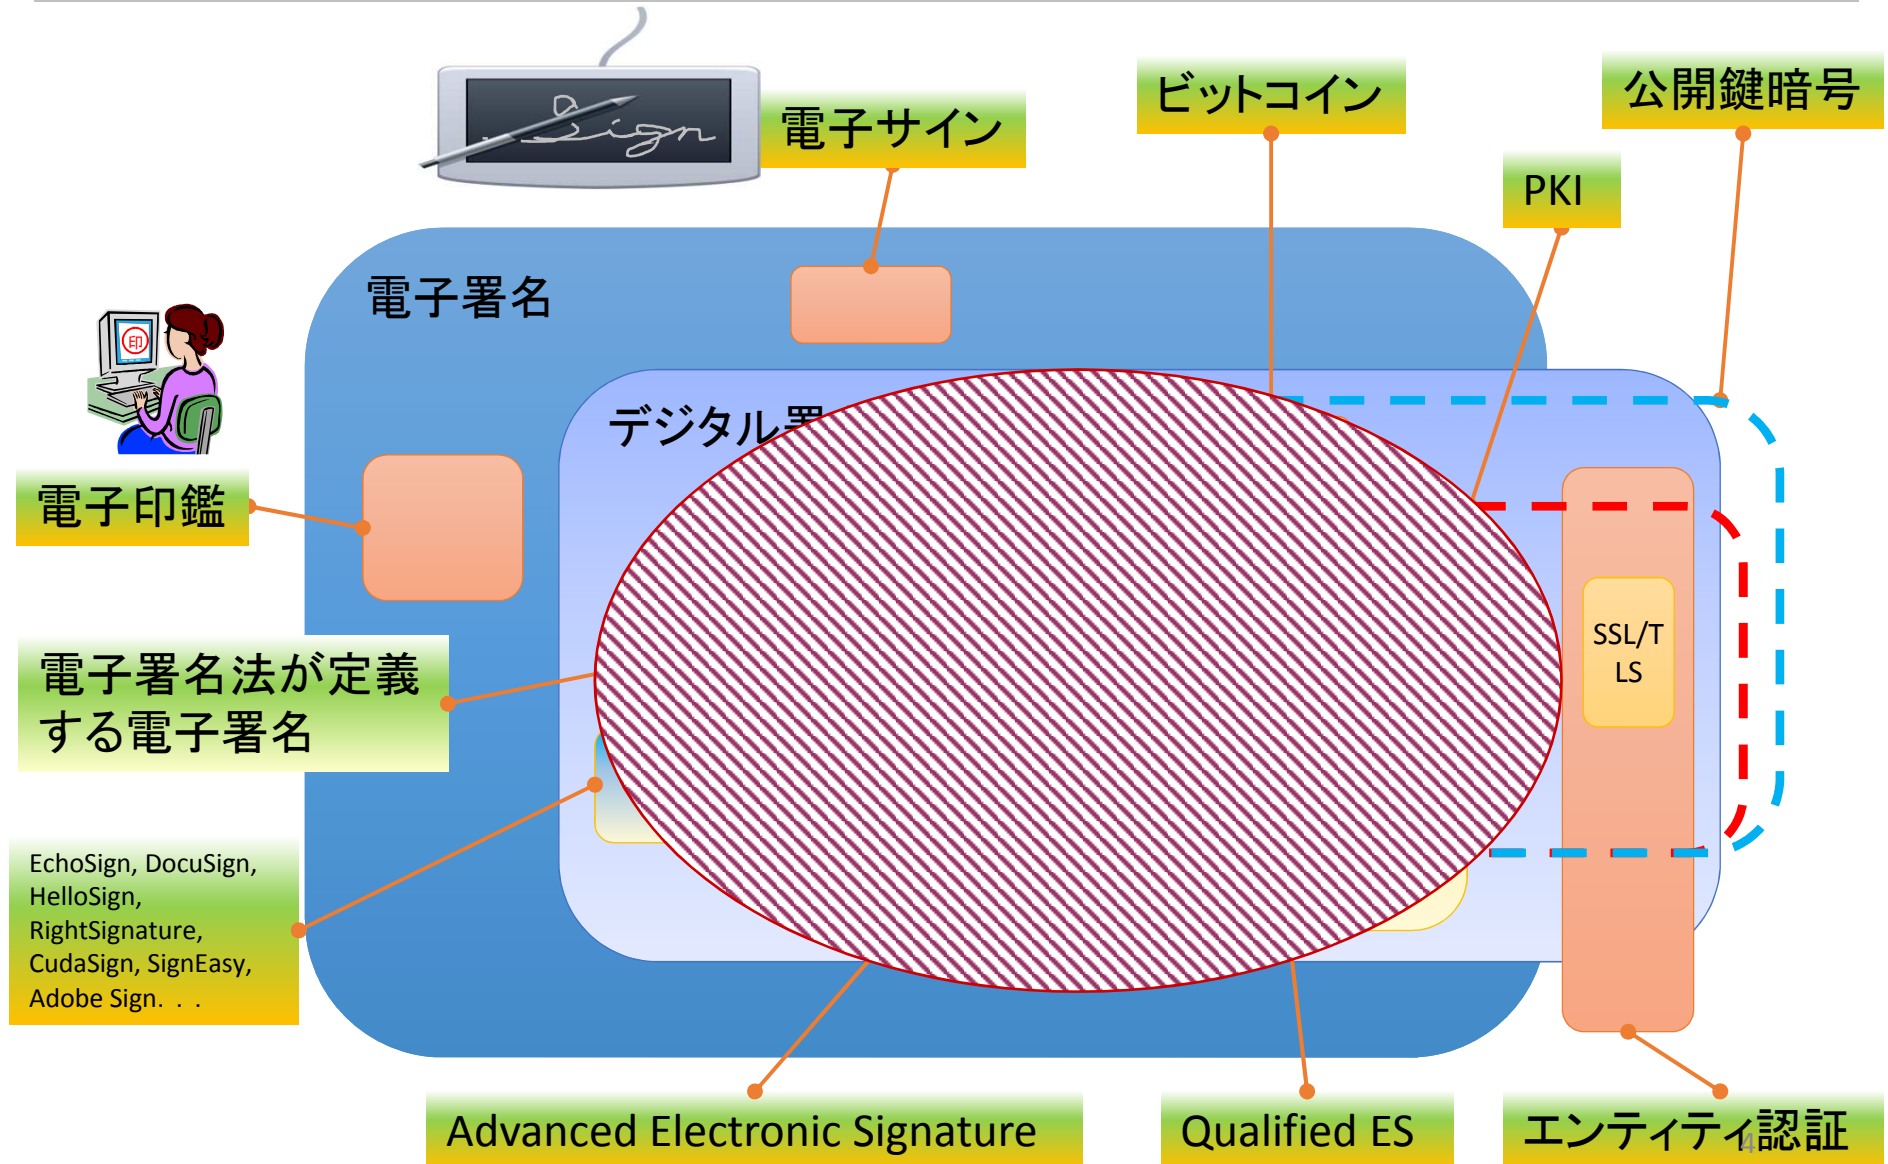 Sign
電子サイン
ビットコイン
公開鍵暗号
PKI
電子署名
印
デジタル署
電子印鑑
電子署名法が定義
する電子署名
SSL/T
LS
EchoSign, DocuSign,
HelloSign,
RightSignature,
CudaSign, SignEasy,
Adobe Sign. . .
Advanced Electronic Signature
Qualified ES
エンティティ認証
4